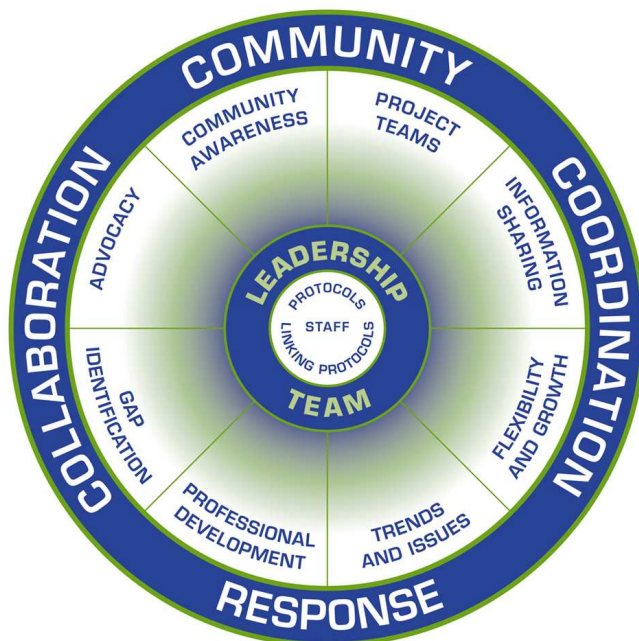 COMMUNITY
COORDINATION
RESPONSE
COLLABORATION
COMMUNITY
AWARENESS
PROJECT
TEAMS
INFORMATION
SHARING
FLEXIBILITY
AND GROWTH
TRENDS
AND ISSUES
PROFESSIONAL
DEVELOPMENT
GAP
IDENTIFICATION
ADVOCACY
LEADERSHIP
TEAM
PROTOCOLS
STAFF
LINKING PROTOCOLS